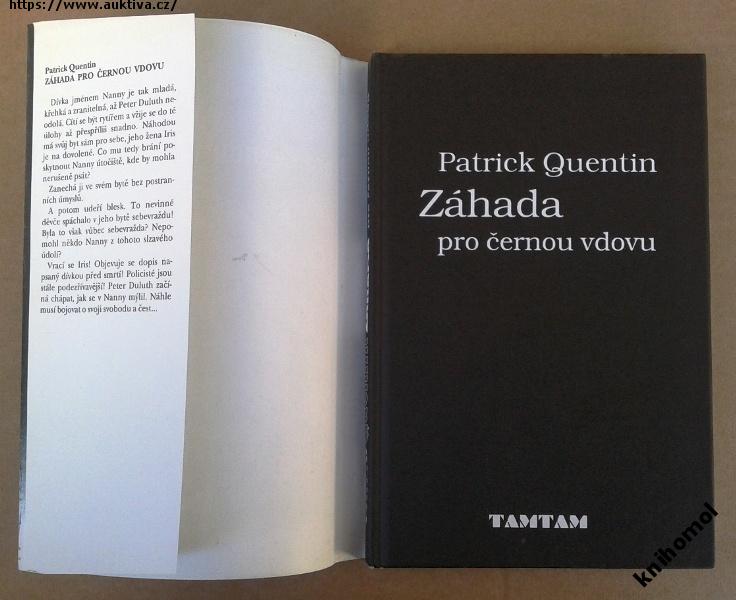 https://www.auktiva.cz/
Patrick Quentin
ZÁHADA PRO ČERNOU VDOVU
Dívka jménem Nanny je tak mladá,
křehká a zranitelná, až Peter Duluth ne-
odolá. Cítí se být rytířem a vžije se do té
úlohy až přespříliš snadno. Náhodou
má svůj byt sám pro sebe, jeho žena Iris
je na dovolené. Co mu tedy brání po-
skytnout Nanny útočiště, kde by mohla
nerušeně psát?
Zanechá ji ve svém bytě bez postran-
ních úmyslů.
A potom udeří blesk. To nevinné
děvče spáchalo v jeho bytě sebevraždu!
Byla to však vůbec sebevražda? Nepo-
mohl někdo Nanny z tohoto slzavého
údolí?
Vrací se Iris! Objevuje se dopis na-
psaný dívkou před smrtí! Policisté jsou
stále podezřívavější! Peter Duluth začí-
ná chápat, jak se v Nanny mýlil. Náhle
musí bojovat o svoji svobodu a čest...
Patrick Quentin
Záhada
pro černou vdovu
TAMTAM
knihomol